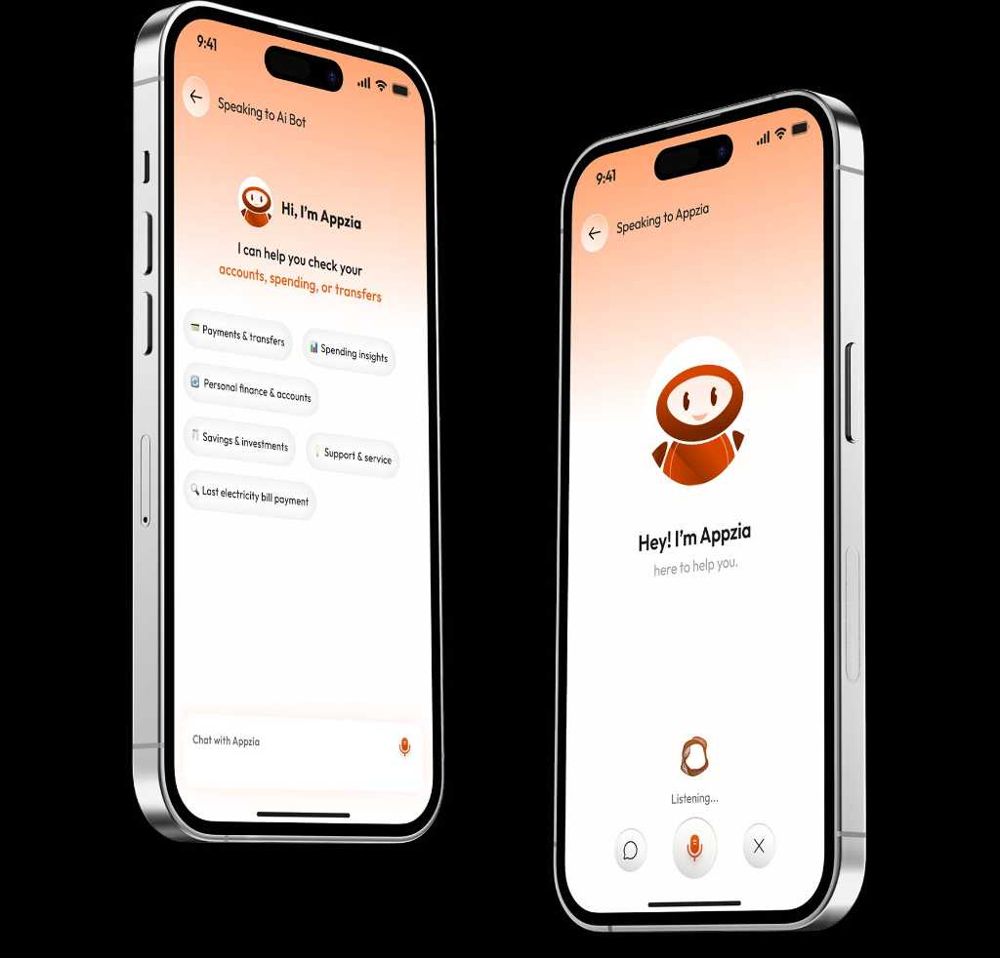 9:41
Speaking to Ai Bot
Hi, I'm Appzia
I can help you check your
accounts, spending, or transfers
Payments & transfers
Spending insights
Personal finance & accounts
Savings & investments
Support & service
Last electricity bill payment
Chat with Appzia
9:41
Speaking to Appzia
Hey! I'm Appzia
here to help you.
Listening...